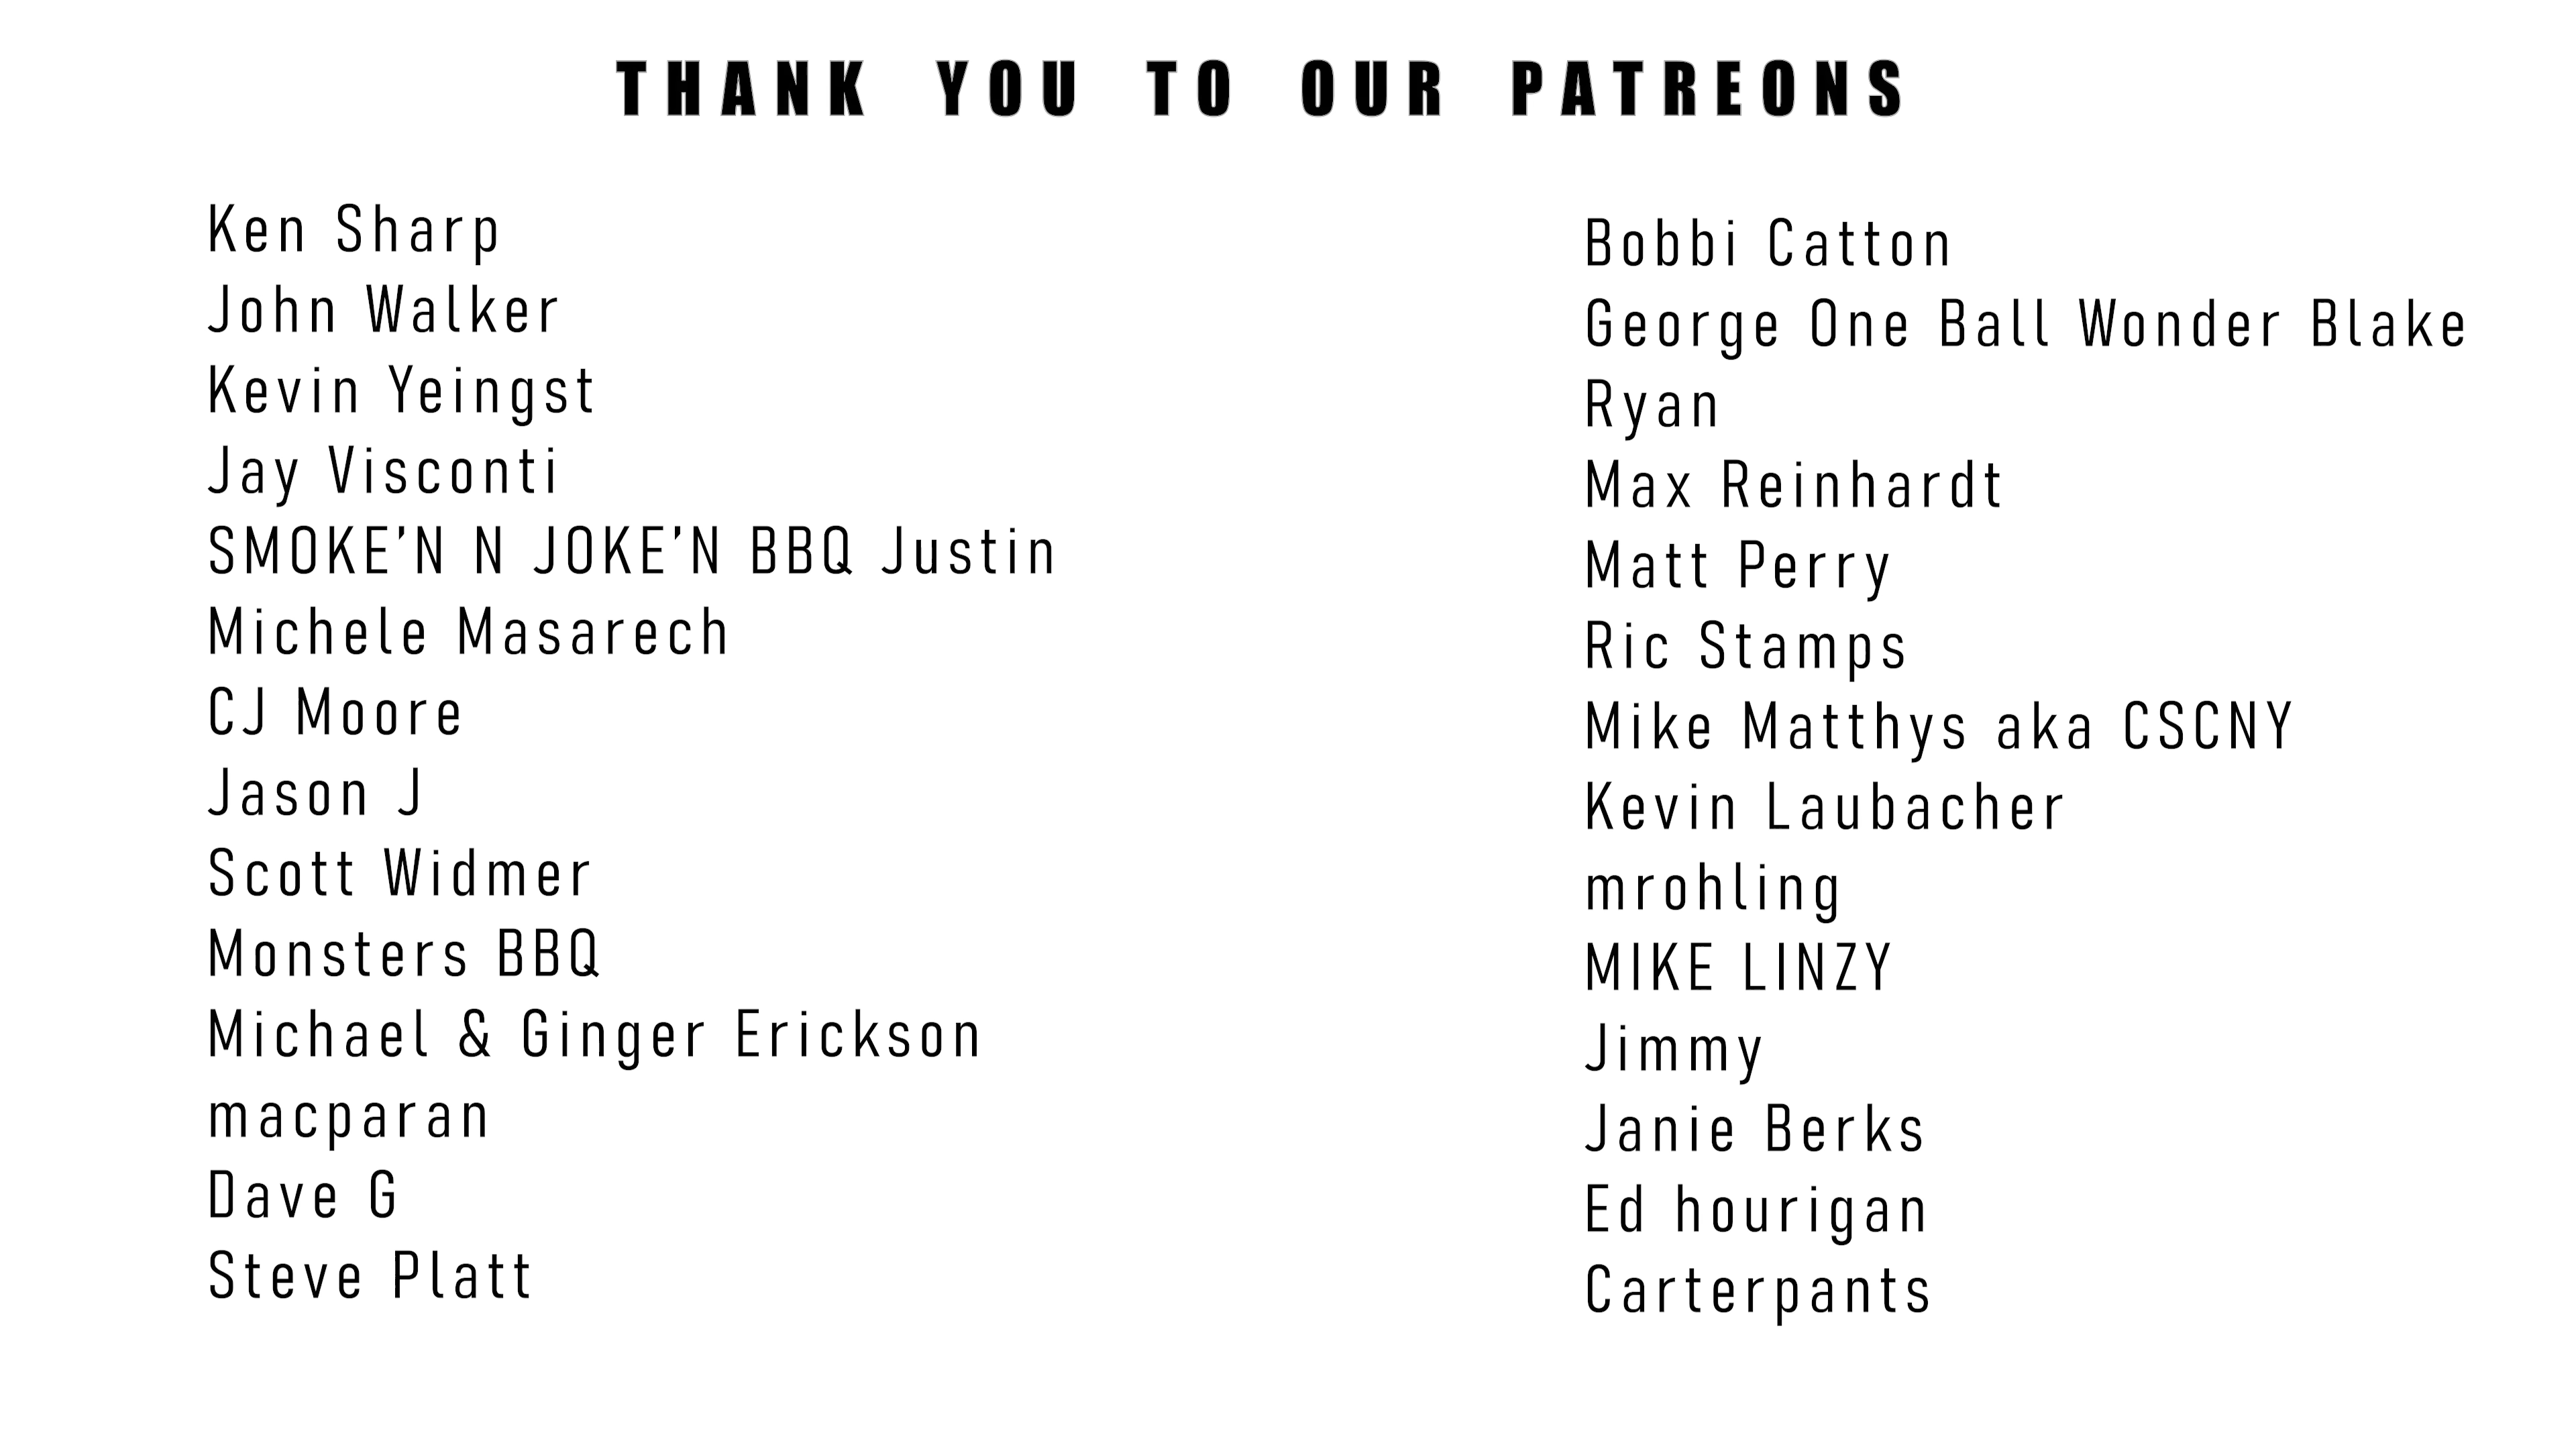 THANK YOU TO OUR PATREONS
Ken Sharp
John Walker
Kevin Yeingst
Jay Visconti
SMOKE'N N JOKE'N BBQ Justin
Michele Masarech
CJ Moore
Jason J
Scott Widmer
Monsters BBQ
Michael & Ginger Erickson
macparan
Dave G
Steve Platt
Bobbi Catton
George One Ball Wonder Blake
Ryan
Max Reinhardt
Matt Perry
Ric Stamps
Mike Matthys aka CSCNY
Kevin Laubacher
mrohling
MIKE LINZY
Jimmy
Janie Berks
Ed hourigan
Carterpants